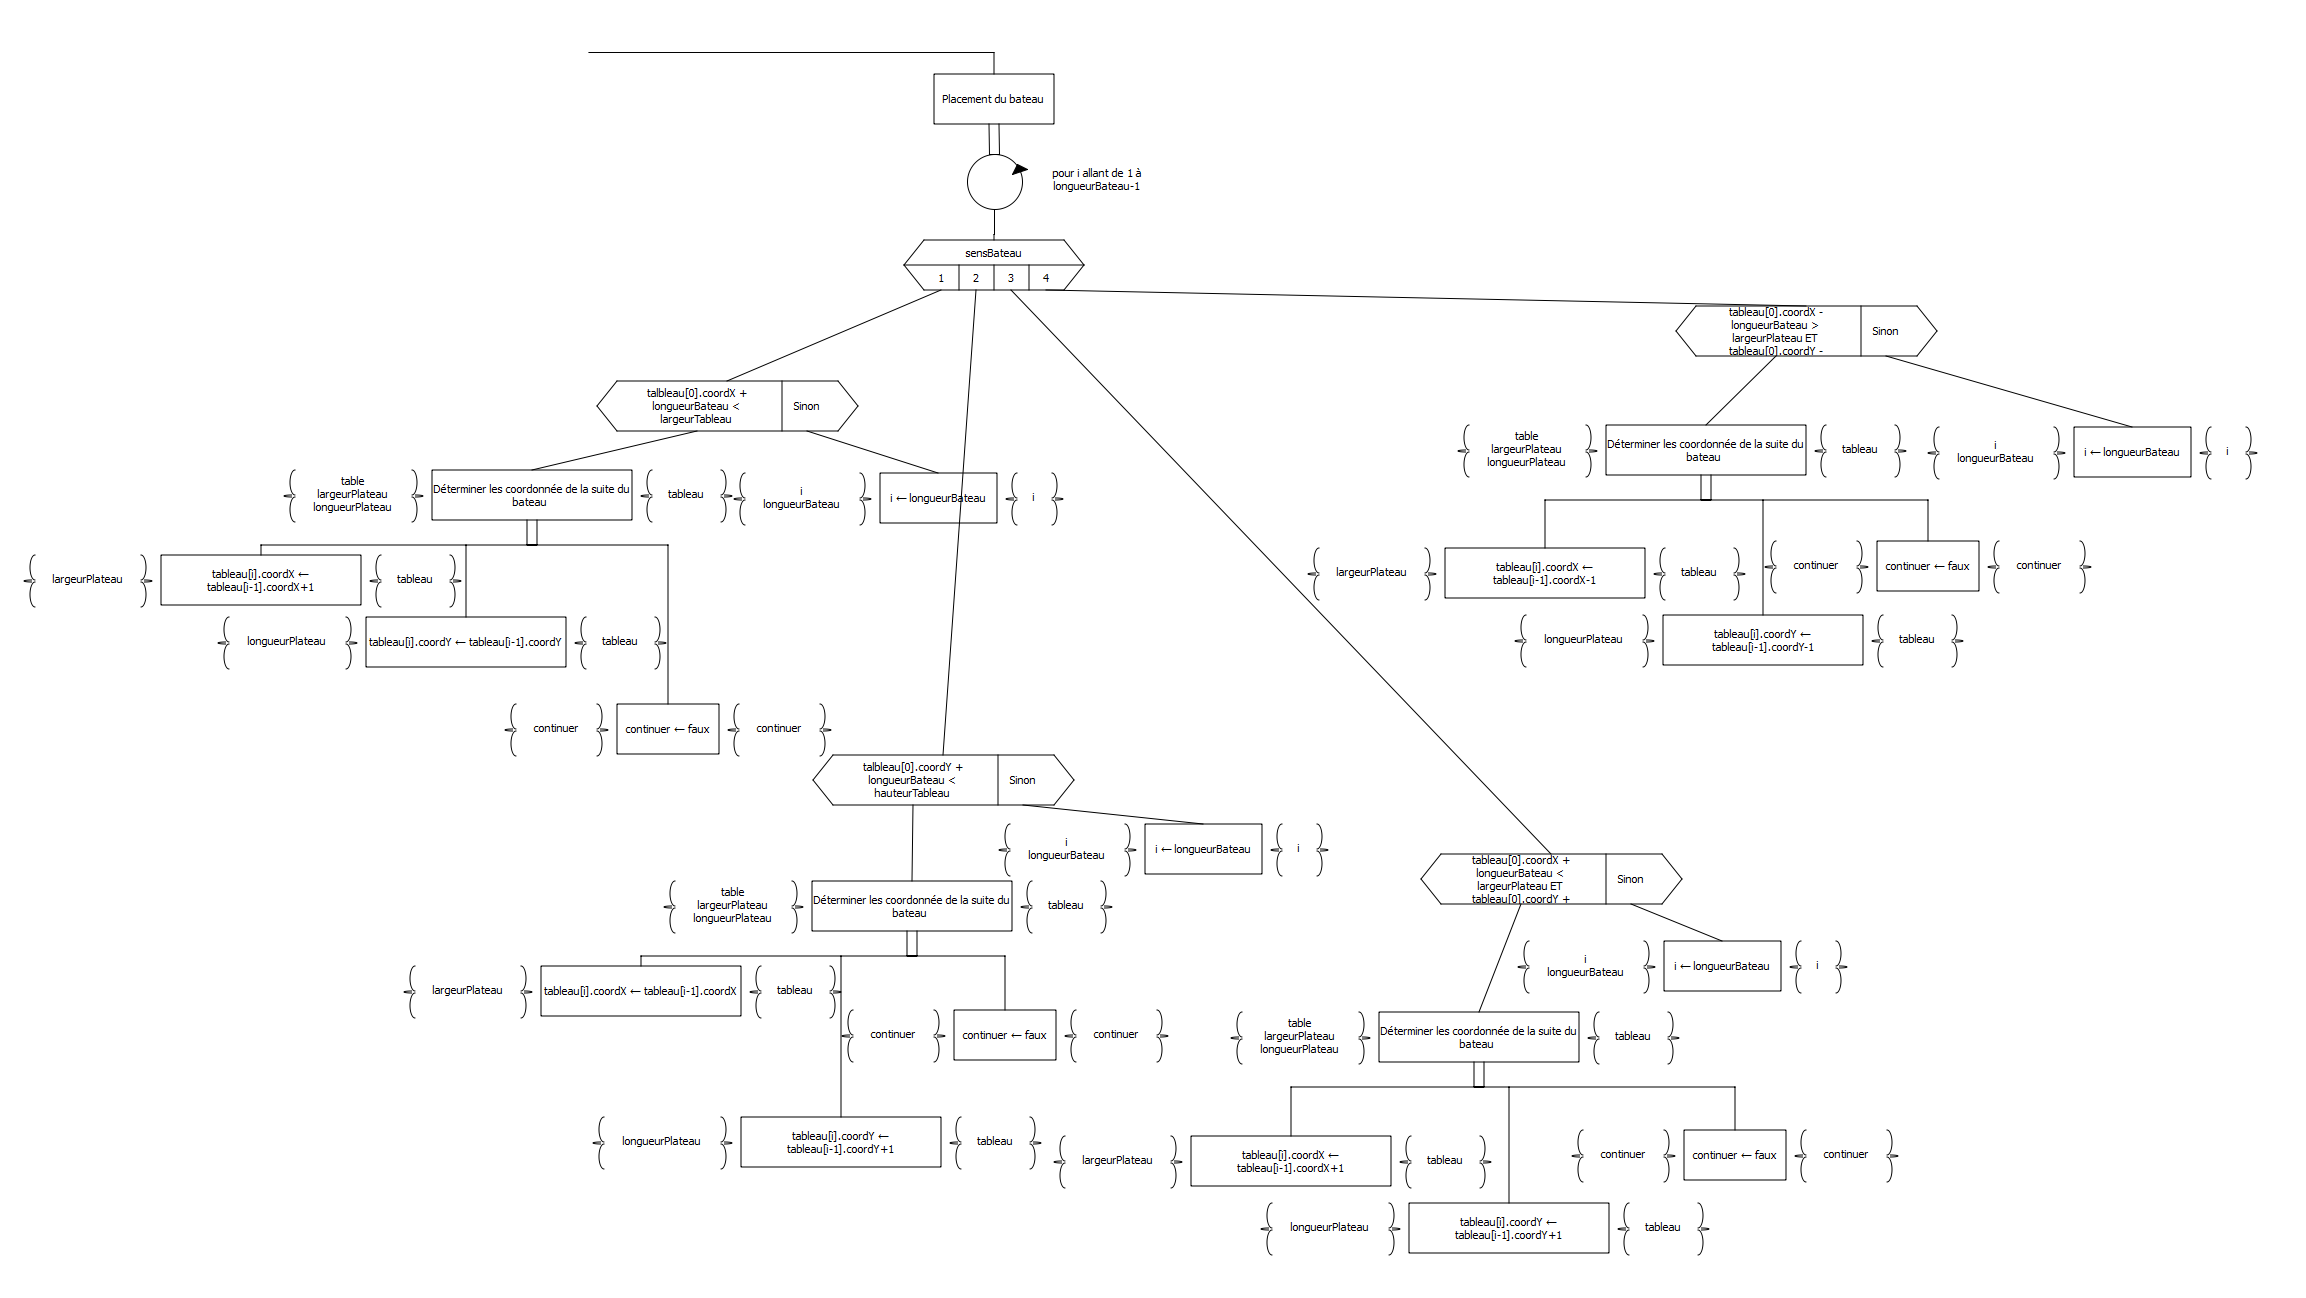 Placement du bateau
pour i allant de 1 à
longueurBateau-1
sensBateau
1
2
3
4
talbleau[0].coordX +
longueurBateau <
largeurTableau
Sinon
table
largeurPlateau
longueurPlateau
Déterminer les coordonnée de la suite du
bateau
tableau
i
longueurBateau
i ← longueurBateau
i
largeurPlateau
tableau[i].coordX ←
tableau[i-1].coordX+1
tableau
longueurPlateau
tableau[i].coordY ← tableau[i-1].coordY
tableau
continuer
continuer ← faux
continuer
talbleau[0].coordY +
longueurBateau <
hauteurTableau
Sinon
i
longueurBateau
i ← longueurBateau
i
table
largeurPlateau
longueurPlateau
Déterminer les coordonnée de la suite du
bateau
tableau
largeurPlateau
tableau[i].coordX ← tableau[i-1].coordX
tableau
continuer
continuer ← faux
continuer
longueurPlateau
tableau[i].coordY ←
tableau[i-1].coordY+1
tableau
tableau[0].coordX +
longueurBateau <
largeurPlateau ET
tableau[0].coordY +
Sinon
i
longueurBateau
i ← longueurBateau
i
table
largeurPlateau
longueurPlateau
Déterminer les coordonnée de la suite du
bateau
tableau
largeurPlateau
tableau[i].coordX ←
tableau[i-1].coordX+1
tableau
continuer
continuer ← faux
continuer
longueurPlateau
tableau[i].coordY ←
tableau[i-1].coordY+1
tableau
tableau[0].coordX -
longueurBateau >
largeurPlateau ET
tableau[0].coordY -
Sinon
table
largeurPlateau
longueurPlateau
Déterminer les coordonnée de la suite du
bateau
tableau
i
longueurBateau
i ← longueurBateau
i
largeurPlateau
tableau[i].coordX ←
tableau[i-1].coordX-1
tableau
continuer
continuer ← faux
continuer
longueurPlateau
tableau[i].coordY ←
tableau[i-1].coordY-1
tableau